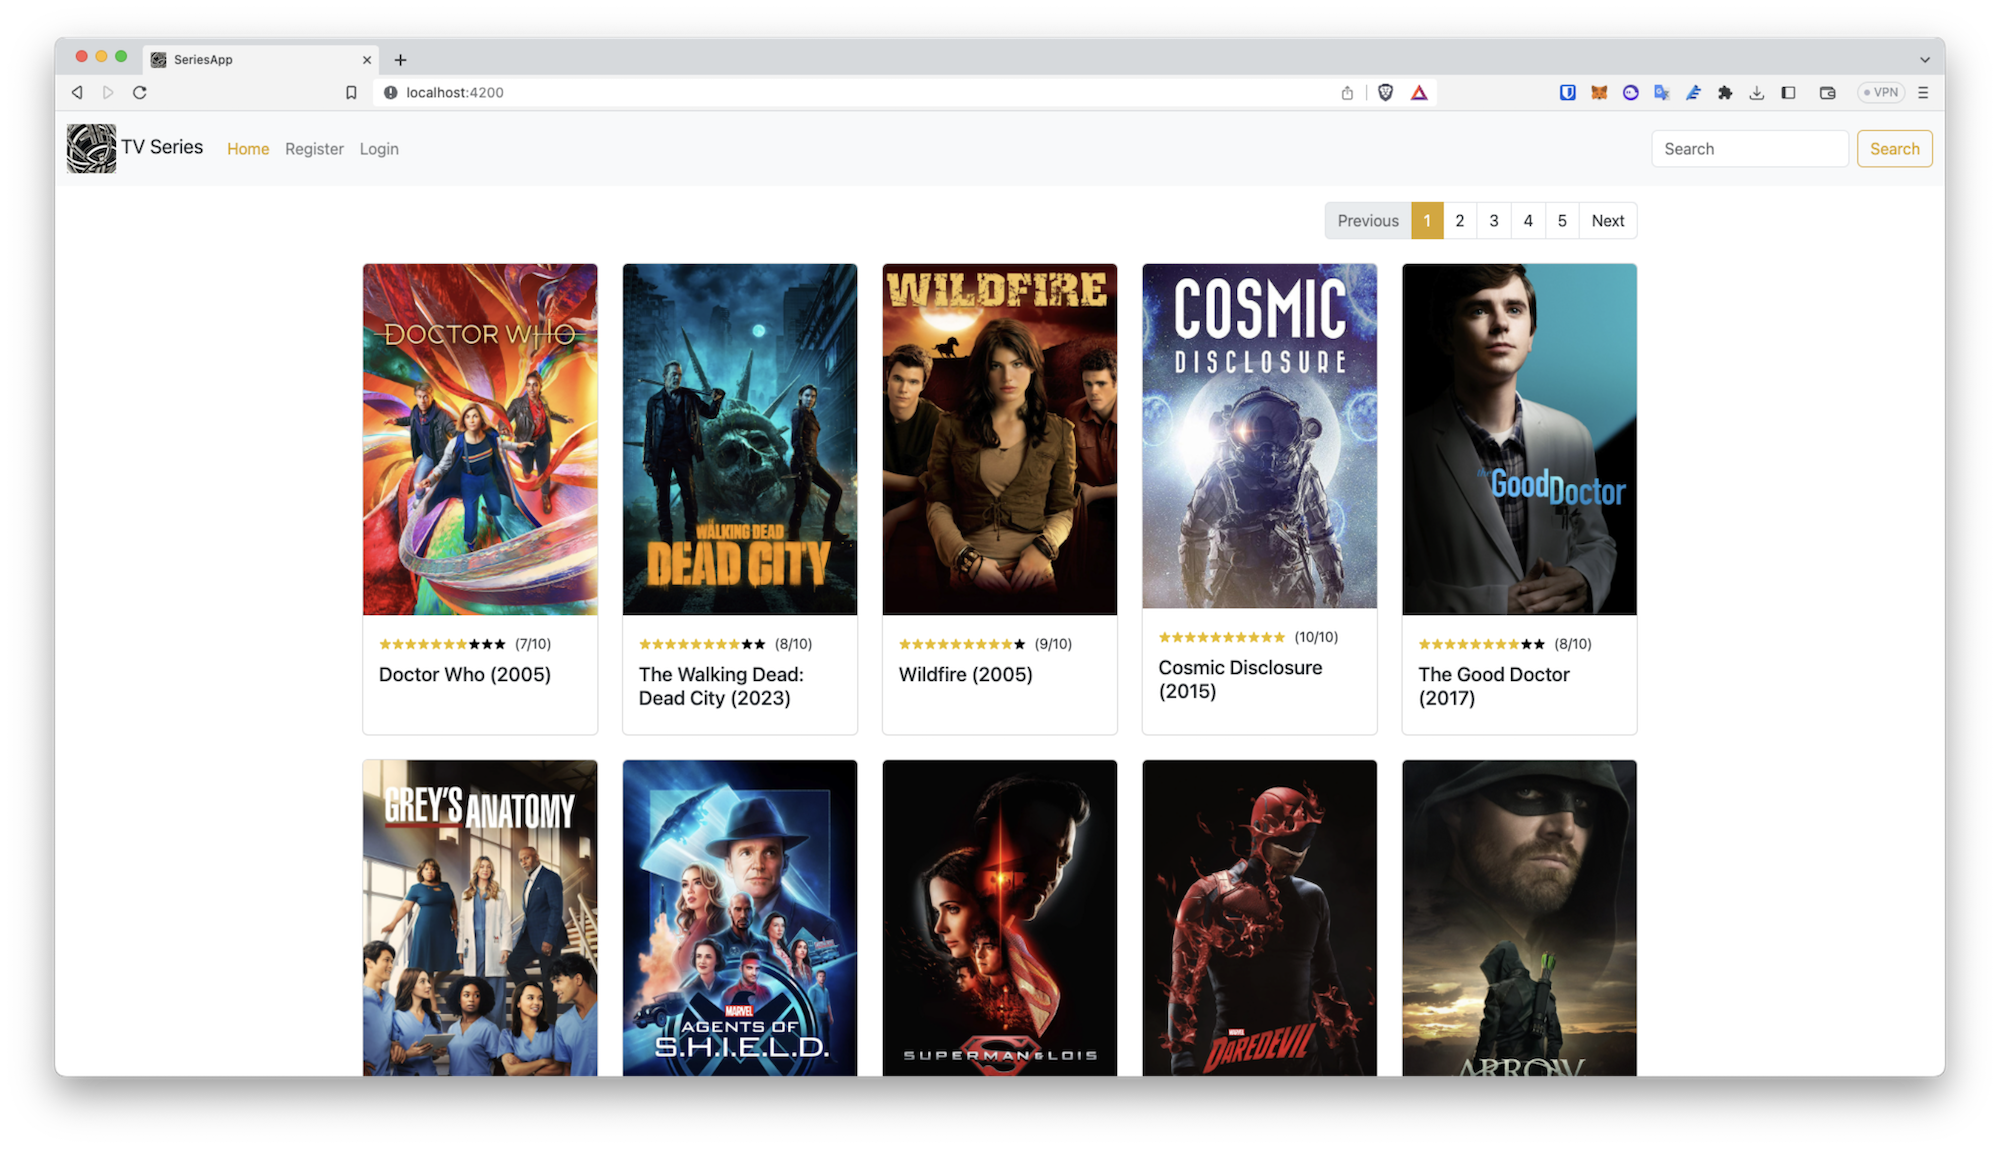 SeriesApp
localhost:4200
VPN
TV Series
Home
Register
Login
Search
Search
Previous
1
2
3
4
5
Next
DOCTOR WHO
THE
WALKING DEAD
DEAD CITY
WILDFIRE
COSMIC
DISCLOSURE
the
GoodDoctor
(7/10)
Doctor Who (2005)
(8/10)
The Walking Dead:
Dead City (2023)
(9/10)
Wildfire (2005)
(10/10)
Cosmic Disclosure
(2015)
(8/10)
The Good Doctor
(2017)
GREY'S ANATOMY
MARVEL
AGENTS OF
S.H.I.E.L.D.
SUPERMAN & LOIS
MARVEL
DAREDEVIL
ARROW